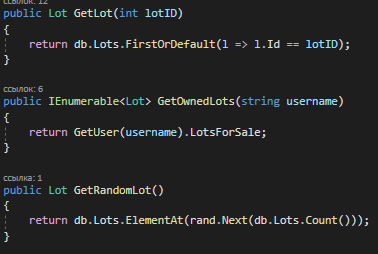 ссылок: 12
public Lot GetLot(int lotID)
{
return db.Lots.FirstOrDefault(l => l.Id == lotID);
}
ссылок: 6
public IEnumerable<Lot> GetOwnedLots(string username)
{
return GetUser(username).LotsForSale;
}
ссылка: 1
public Lot GetRandomLot()
{
return db.Lots.ElementAt(rand.Next(db.Lots.Count()));
}